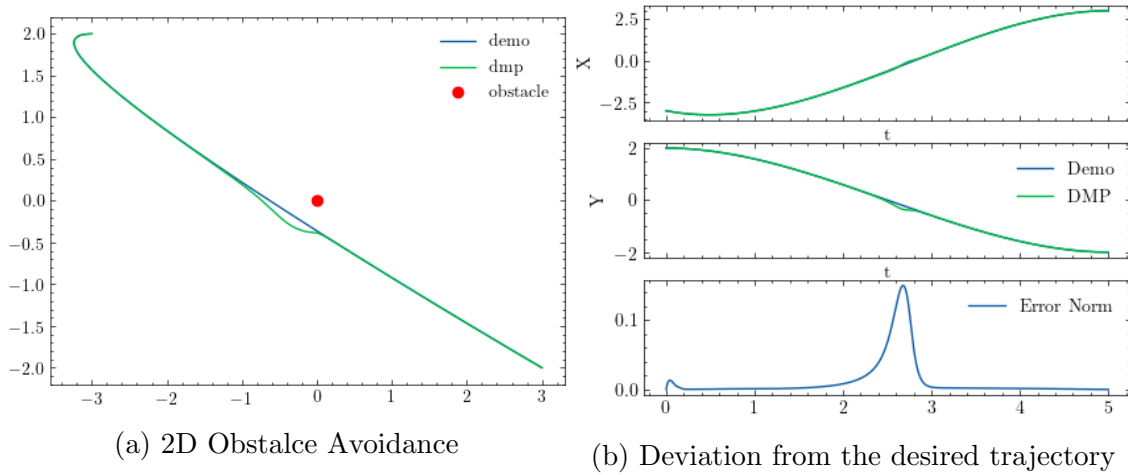 2.0
1.5
1.0
0.5
0.0
−0.5
−1.0
−1.5
−2.0
−3
−2
−1
0
1
2
3
demo
dmp
obstacle
(a) 2D Obstalce Avoidance
2.5
0.0
−2.5
X
t
2
0
−2
Y
Demo
DMP
t
0.1
0.0
Error Norm
0
1
2
3
4
5
(b) Deviation from the desired trajectory